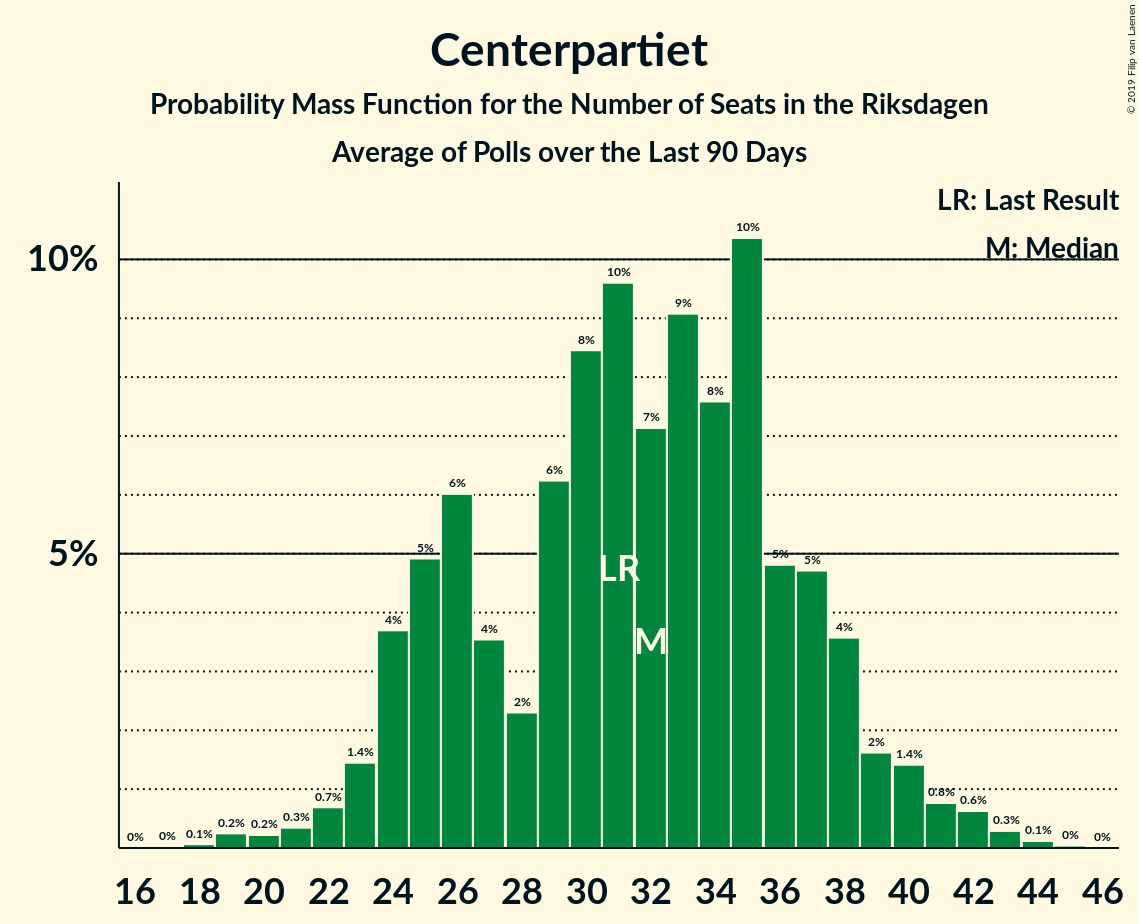 Centerpartiet
Probability Mass Function for the Number of Seats in the Riksdagen
Average of Polls over the Last 90 Days
© 2019 Filip van Laenen
LR: Last Result
M: Median
10%
5%
0% 0% 0.1% 0.2% 0.2% 0.3% 0.7% 1.4% 4% 5% 6% 4% 2% 6% 8% 10% 7% 9% 8% 10% 5% 5% 4% 2% 1.4% 0.8% 0.6% 0.3% 0.1% 0% 0%
LR
M
16 18 20 22 24 26 28 30 32 34 36 38 40 42 44 46